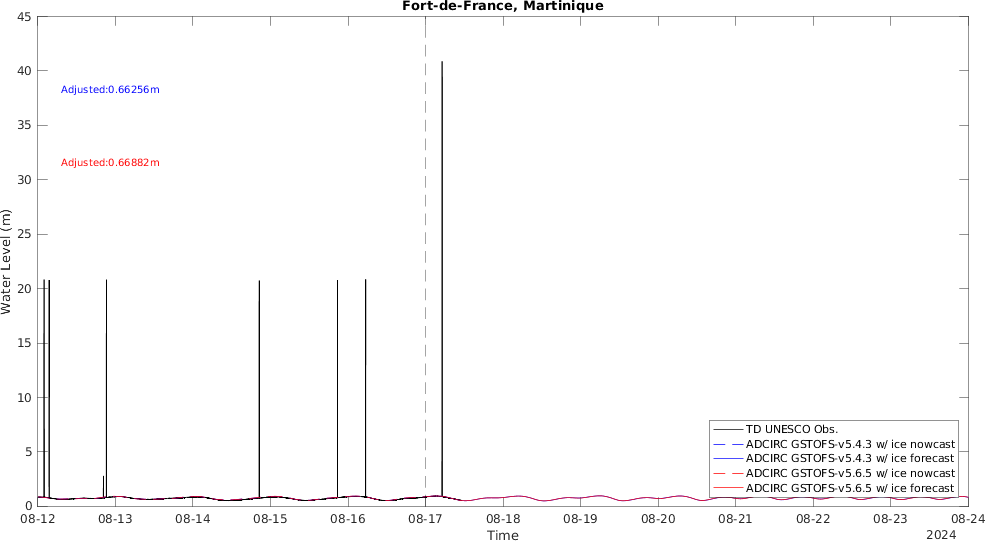 Fort-de-France, Martinique
45
40
35
30
25
20
15
10
5
0
Water Level (m)
Adjusted:0.66256m
Adjusted:0.66882m
TD UNESCO Obs.
ADCIRC GSTOFS-v5.4.3 w/ ice nowcast
ADCIRC GSTOFS-v5.4.3 w/ ice forecast
ADCIRC GSTOFS-v5.6.5 w/ ice nowcast
ADCIRC GSTOFS-v5.6.5 w/ ice forecast
08-12 08-13 08-14 08-15 08-16 08-17 08-18 08-19 08-20 08-21 08-22 08-23 08-24
Time
2024